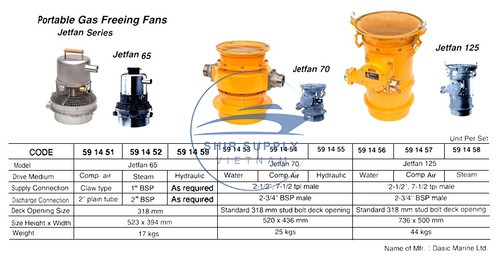 Portable Gas Freeing Fans
Jetfan Series
Jetfan 65
Jetfan 70
Jetfan 125
SHIP SUPPLY
VIETNAM
Unit Per Set
CODE 59 14 51 59 14 52 59 14 59 59 14 53 59 14 54 59 14 55 59 14 56 59 14 57 59 14 58
Model Jetfan 65 Jetfan 70 Jetfan 125
Drive Medium Comp air Steam Hydraulic Water Comp. air Hydraulic Water Comp. air Hydraulic
Supply Connection Claw type 1" BSP As required '2-1/2", 7-1/2 tpi male '2-1/2", 7-1/2 tpi male
Discharge Connection 2" plain tube 2" BSP As required 2-3/4" BSP male 2-3/4" BSP male
Deck Opening Size 318 mm Standard 318 mm stud bolt deck opening Standard 318 mm stud bolt deck opening
Size Height x Width 523 x 394 mm 520 x 436 mm 736 x 500 mm
Weight 17 kgs 25 kgs 44 kgs
Name of Mfr. : Dasic Marine Ltd.